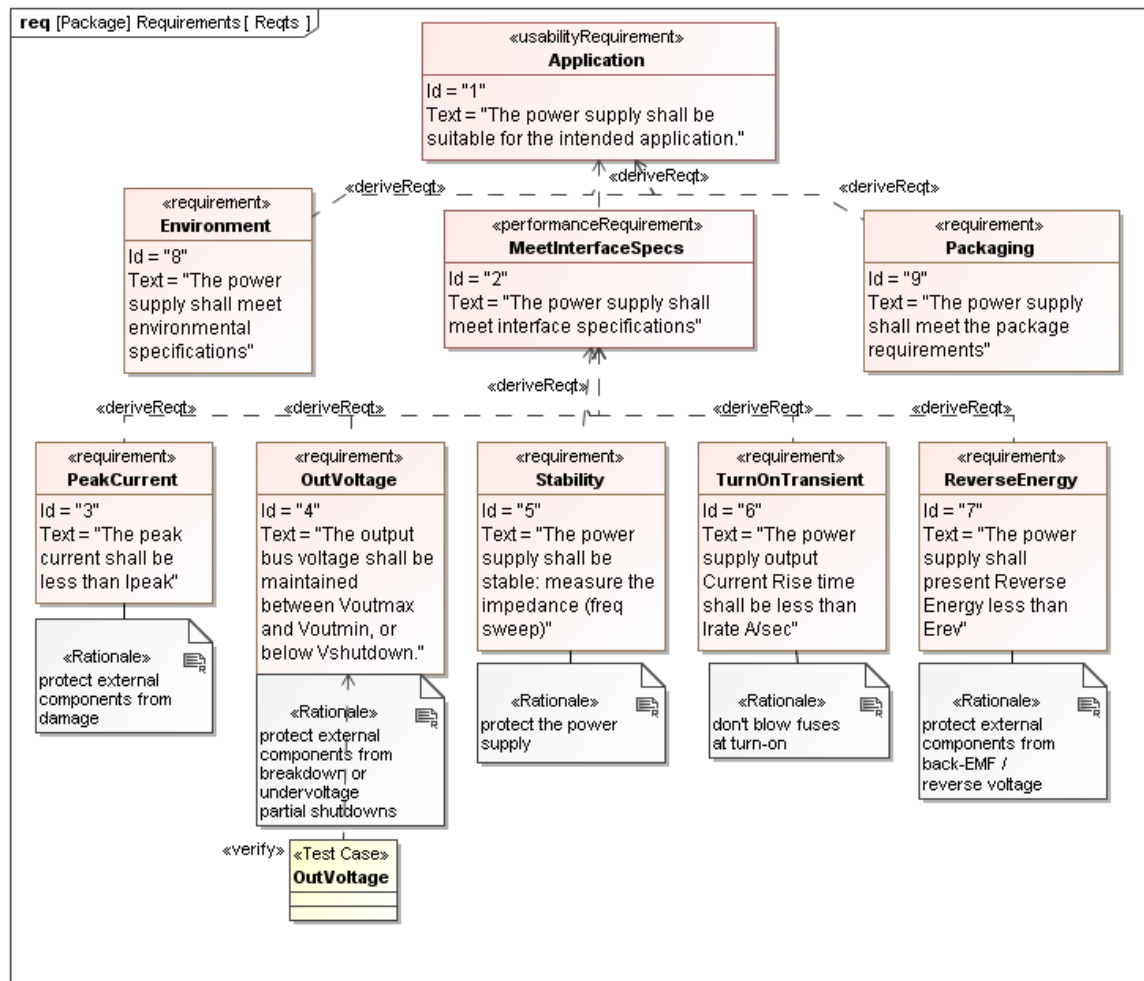 req [Package] Requirements [ Reqts ]
«usabilityRequirement»
Application
Id = "1"
Text = "The power supply shall be
suitable for the intended application."
«deriveReqt»
«deriveReqt»
«deriveReqt»
«requirement»
Environment
Id = "8"
Text = "The power
supply shall meet
environmental
specifications"
«performanceRequirement»
MeetInterfaceSpecs
Id = "2"
Text = "The power supply shall
meet interface specifications"
«requirement»
Packaging
Id = "9"
Text = "The power supply
shall meet the package
requirements"
«deriveReqt»
«deriveReqt»
«deriveReqt»
«deriveReqt»
«deriveReqt»
«requirement»
PeakCurrent
Id = "3"
Text = "The peak
current shall be
less than Ipeak"
«Rationale»
protect external
components from
damage
«requirement»
OutVoltage
Id = "4"
Text = "The output
bus voltage shall be
maintained
between Voutmax
and Voutmin, or
below Vshutdown."
«Rationale»
protect external
components from
breakdown or
undervoltage
partial shutdowns
«verify»
«Test Case»
OutVoltage
«requirement»
Stability
Id = "5"
Text = "The power
supply shall be
stable: measure the
impedance (freq
sweep)"
«Rationale»
protect the power
supply
«requirement»
TurnOnTransient
Id = "6"
Text = "The power
supply output
Current Rise time
shall be less than
Irate A/sec"
«Rationale»
don't blow fuses
at turn-on
«requirement»
ReverseEnergy
Id = "7"
Text = "The power
supply shall
present Reverse
Energy less than
Erev"
«Rationale»
protect external
components from
back-EMF /
reverse voltage